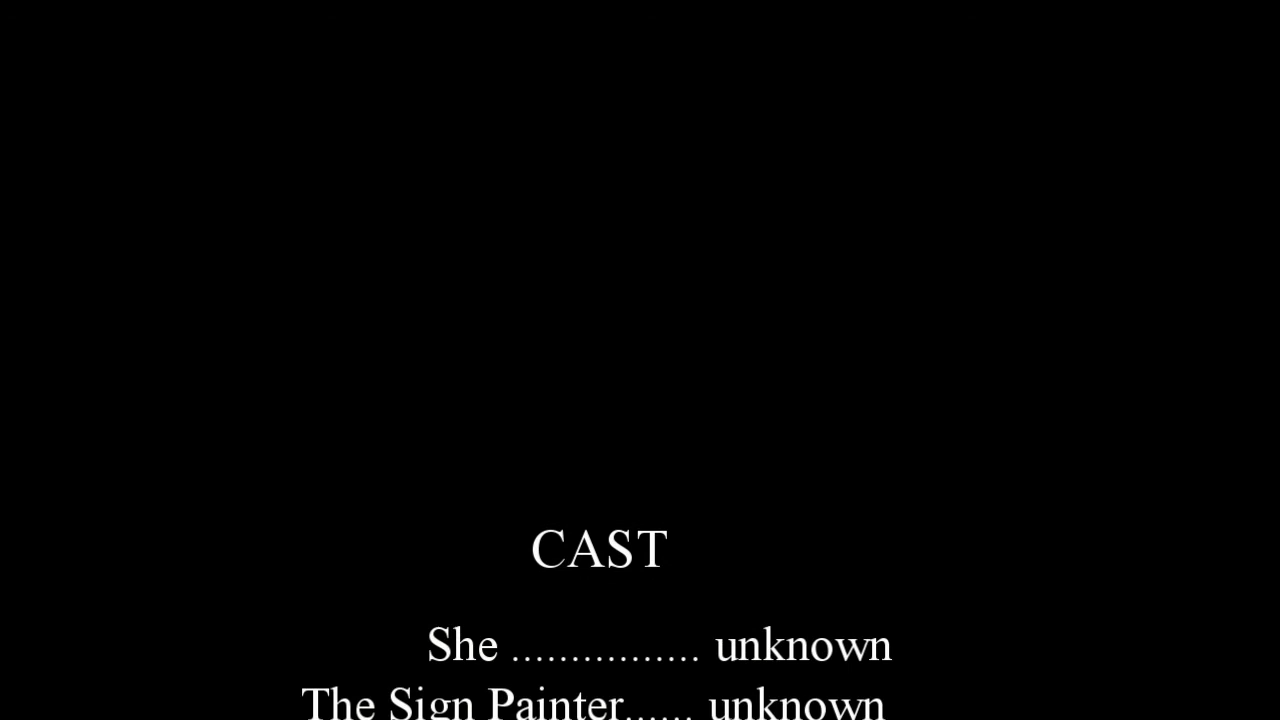 CAST
She ................ unknown
The Sign Painter...... unknown